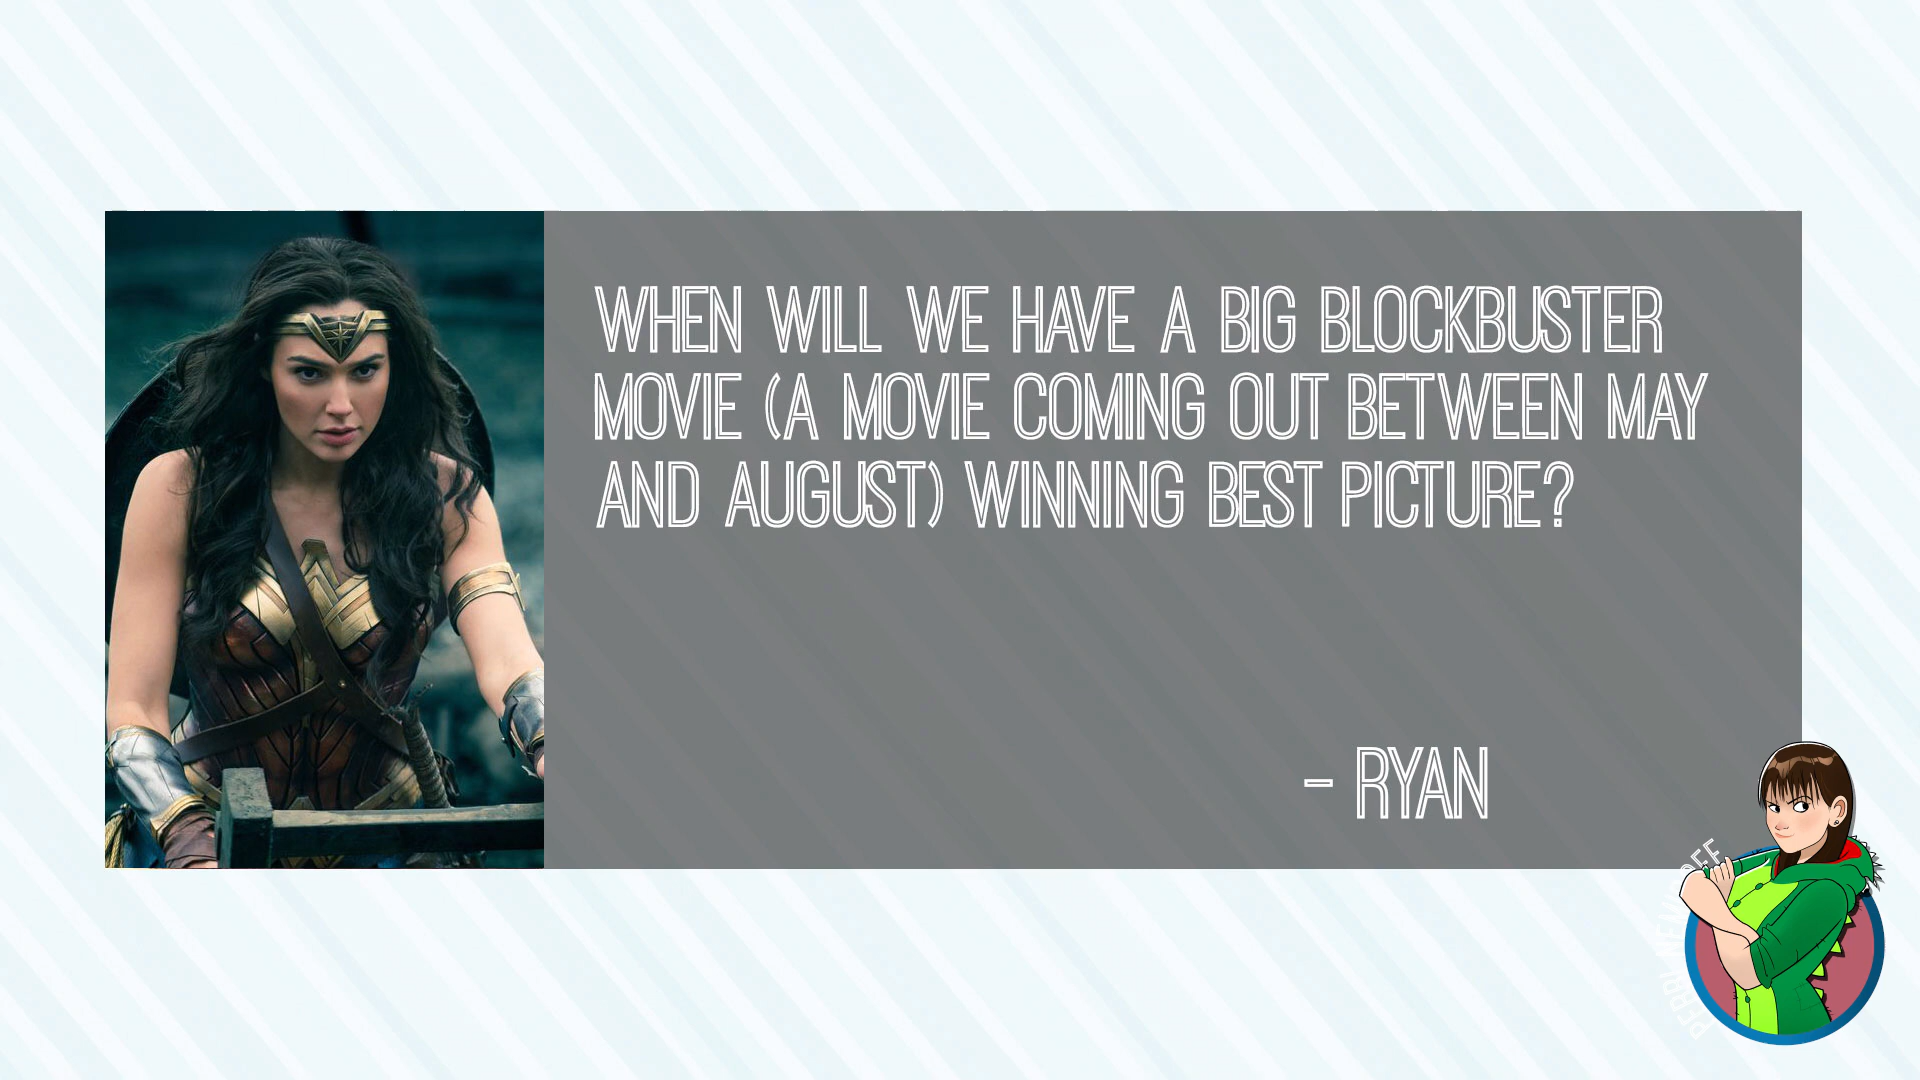 WHEN WILL WE HAVE A BIG BLOCKBUSTER
MOVIE (A MOVIE COMING OUT BETWEEN MAY
AND AUGUST) WINNING BEST PICTURE?
- RYAN